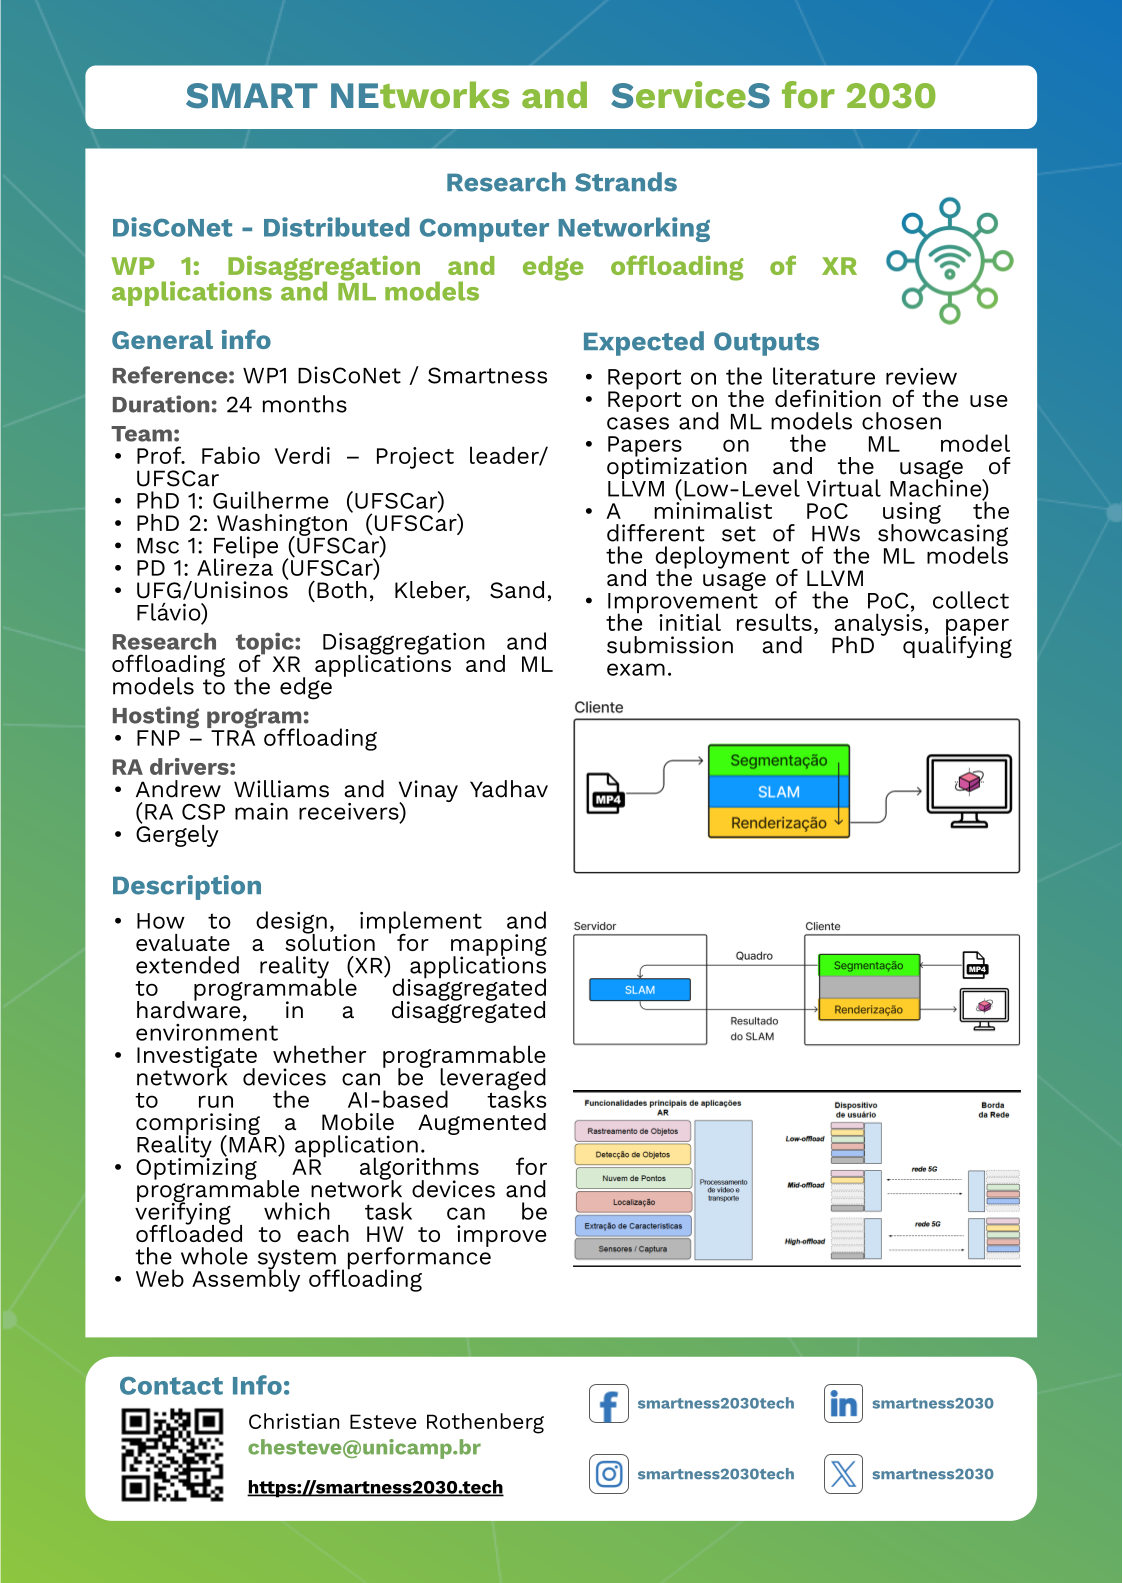 SMART NEtworks and ServiceS for 2030
Research Strands
DisCoNet - Distributed Computer Networking
WP 1: Disaggregation and edge offloading of XR
applications and ML models
General info
Reference: WP1 DisCoNet / Smartness
Duration: 24 months
Team:
• Prof. Fabio Verdi – Project leader/
UFSCar
• PhD 1: Guilherme (UFSCar)
• PhD 2: Washington (UFSCar)
• Msc 1: Felipe (UFSCar)
• PD 1: Alireza (UFSCar)
• UFG/Unisinos (Both, Kleber, Sand,
Flávio)
Research topic: Disaggregation and
offloading of XR applications and ML
models to the edge
Hosting program:
• FNP – TRA offloading
RA drivers:
• Andrew Williams and Vinay Yadhav
(RA CSP main receivers)
• Gergely
Description
• How to design, implement and
evaluate a solution for mapping
extended reality (XR) applications
to programmable disaggregated
hardware, in a disaggregated
environment
• Investigate whether programmable
network devices can be leveraged
to run the AI-based tasks
comprising a Mobile Augmented
Reality (MAR) application.
• Optimizing AR algorithms for
programmable network devices and
verifying which task can be
offloaded to each HW to improve
the whole system performance
• Web Assembly offloading
Expected Outputs
• Report on the literature review
• Report on the definition of the use
cases and ML models chosen
• Papers on the ML model
optimization and the usage of
LLVM (Low-Level Virtual Machine)
• A minimalist PoC using the
different set of HWs showcasing
the deployment of the ML models
and the usage of LLVM
• Improvement of the PoC, collect
the initial results, analysis, paper
submission and PhD qualifying
exam.
Cliente
MP4
Segmentação
SLAM
Renderização
Servidor
Cliente
Quadro
SLAM
Segmentação
Renderização
MP4
Resultado
do SLAM
Funcionalidades principais de aplicações
AR
Rastreamento de Objetos
Detecção de Objetos
Nuvem de Pontos
Localização
Extração de Características
Sensores / Captura
Processamento
de vídeo e
transporte
Dispositivo
de usuário
Borda
da Rede
Low-offload
Mid-offload
rede 5G
High-offload
rede 5G
Contact Info:
Christian Esteve Rothenberg
chesteve@unicamp.br
https://smartness2030.tech
smartness2030tech
smartness2030
smartness2030tech
smartness2030